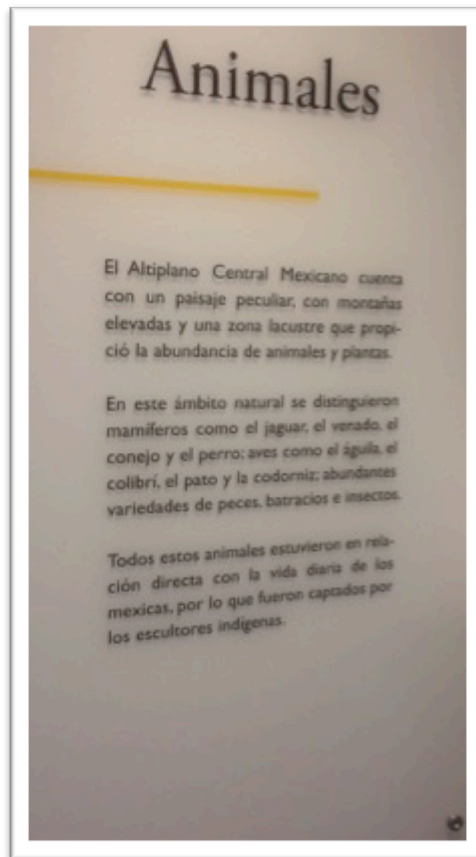 Animales
El Altiplano Central Mexicano cuenta
con un paisaje peculiar, con montañas
elevadas y una zona lacustre que propi-
ció la abundancia de animales y plantas.
En este ámbito natural se distinguieron
mamíferos como el jaguar, el venado, el
conejo y el perro; aves como el águila, el
colibrí, el pato y la codorniz; abundantes
variedades de peces, batracios e insectos.
Todos estos animales estuvieron en rela-
ción directa con la vida diaria de los
mexicas, por lo que fueron captados por
los escultores indígenas.